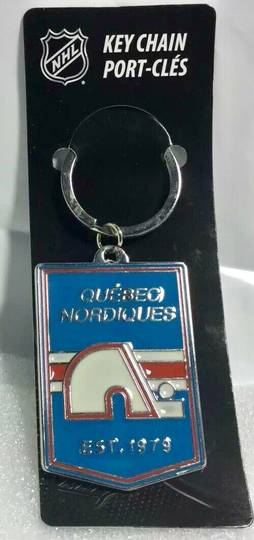 NHL
KEY CHAIN
PORT-CLÉS
QUÉBEC
NORDIQUES
EST. 1979